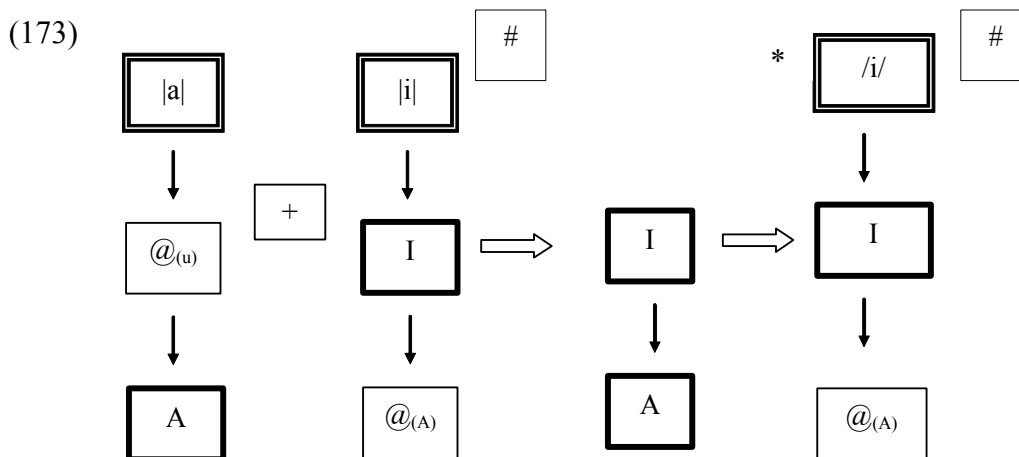 (173) # #
|a| |i| * /i/
+
@(u) I I I
A @(A) A @(A)